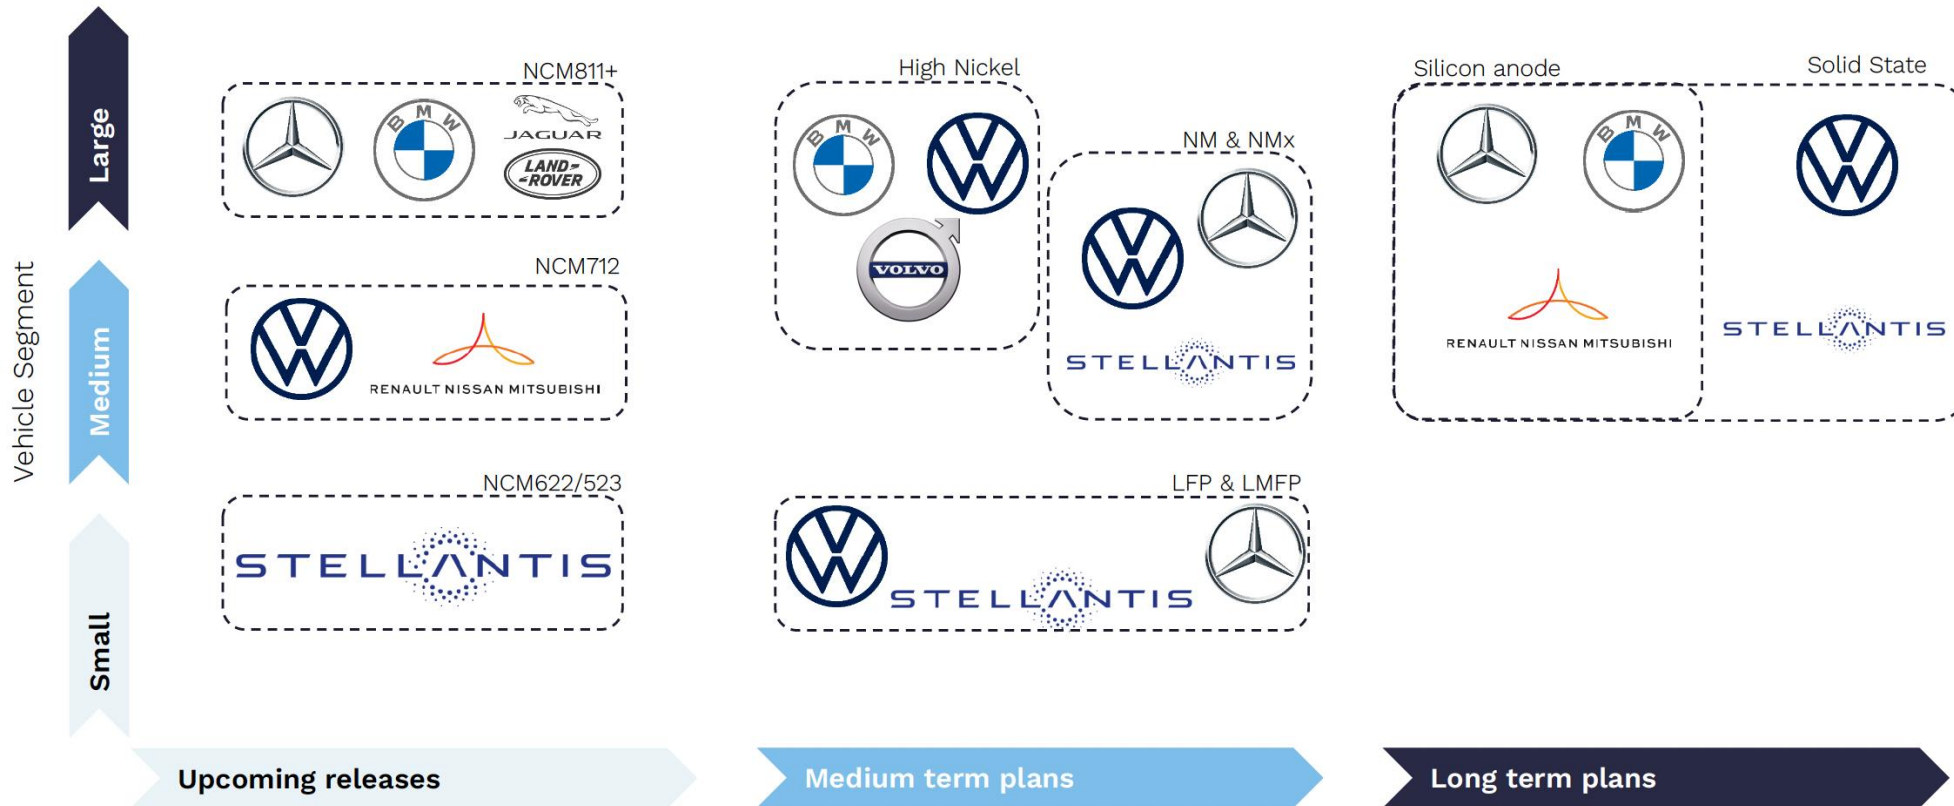 Vehicle Segment
Large
Medium
Small
NCM811+
BMW
JAGUAR
LAND-
-ROVER
NCM712
RENAULT NISSAN MITSUBISHI
NCM622/523
STELLANTIS
High Nickel
BMW
VOLVO
NM & NMx
STELLANTIS
LFP & LMFP
STELLANTIS
Silicon anode
Solid State
BMW
RENAULT NISSAN MITSUBISHI
STELLANTIS
Upcoming releases
Medium term plans
Long term plans